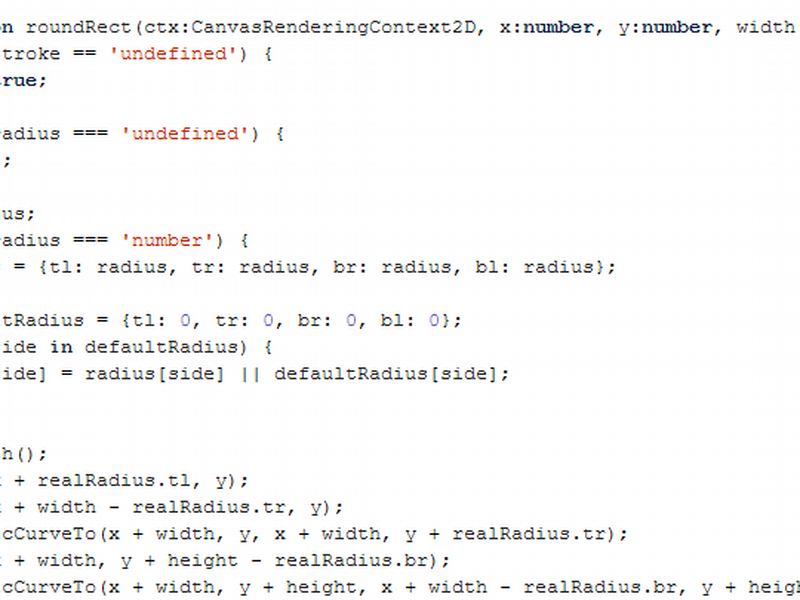 n roundRect(ctx:CanvasRenderingContext2D, x:number, y:number, width
troke == 'undefined') {
rue;
adius === 'undefined') {
;
us;
adius === 'number') {
= {tl: radius, tr: radius, br: radius, bl: radius};
tRadius = {tl: 0, tr: 0, br: 0, bl: 0};
ide in defaultRadius) {
ide] = radius[side] || defaultRadius[side];
h();
+ realRadius.tl, y);
+ width - realRadius.tr, y);
cCurveTo(x + width, y, x + width, y + realRadius.tr);
+ width, y + height - realRadius.br);
cCurveTo(x + width, y + height, x + width - realRadius.br, y + heigh